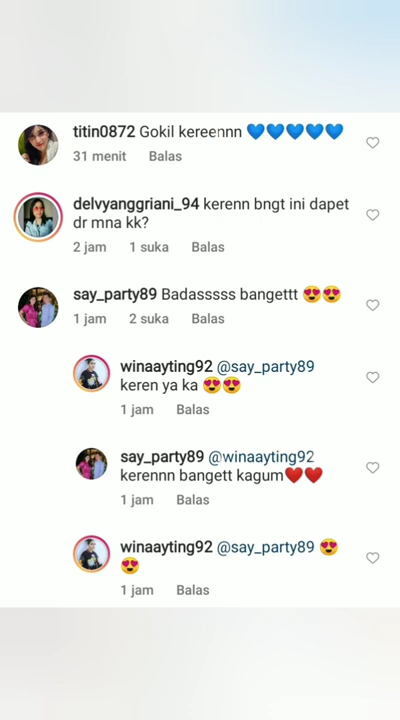 titin0872 Gokil kereennn 💙💙💙💙💙
31 menit Balas
delvyanggriani_94 kerenn bngt ini dapet
dr mna kk?
2 jam 1 suka Balas
say_party89 Badasssss bangettt 😍😍
1 jam 2 suka Balas
winaayting92 @say_party89
keren ya ka 😍😍
1 jam Balas
say_party89 @winaayting92
kerennn bangett kagum❤️❤️
1 jam Balas
winaayting92 @say_party89 😍
😍
1 jam Balas